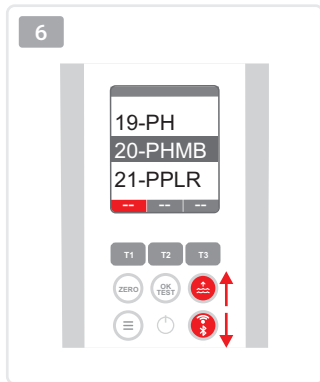 6
19-PH
20-PHMB
21-PPLR
-- -- --
T1 T2 T3
ZERO OK
TEST